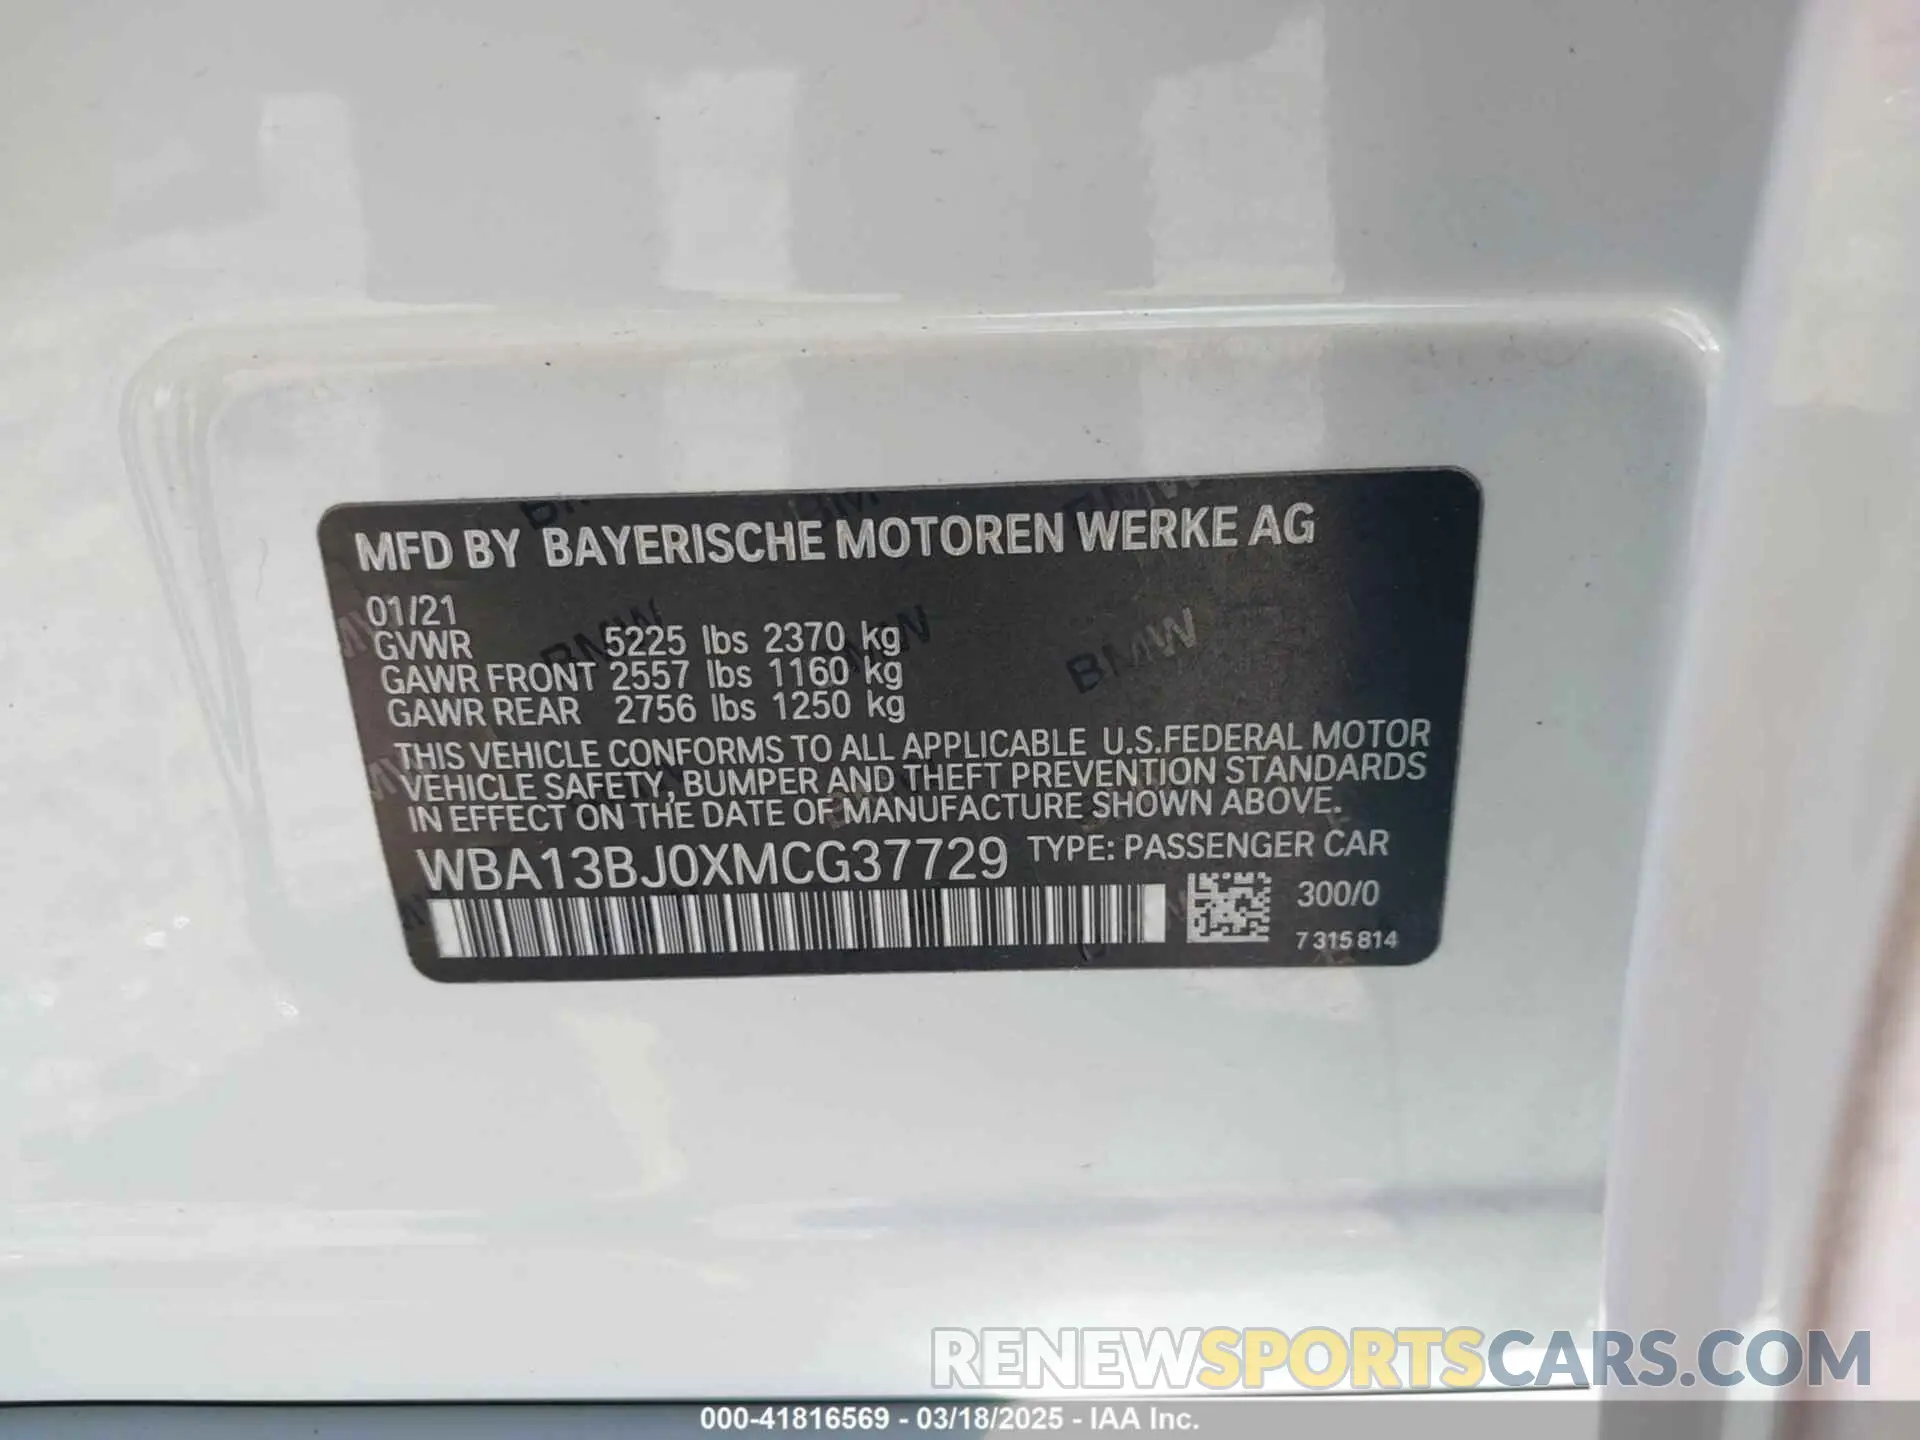 MFD BY BAYERISCHE MOTOREN WERKE AG
01/21
GVWR 5225 lbs 2370 kg
GAWR FRONT 2557 lbs 1160 kg
GAWR REAR 2756 lbs 1250 kg
THIS VEHICLE CONFORMS TO ALL APPLICABLE U.S.FEDERAL MOTOR
VEHICLE SAFETY, BUMPER AND THEFT PREVENTION STANDARDS
IN EFFECT ON THE DATE OF MANUFACTURE SHOWN ABOVE.
WBA13BJ0XMCG37729 TYPE: PASSENGER CAR
300/0
7 315 814
RENEWSPORTSCARS.COM
000-41816569 - 03/18/2025 - IAA Inc.